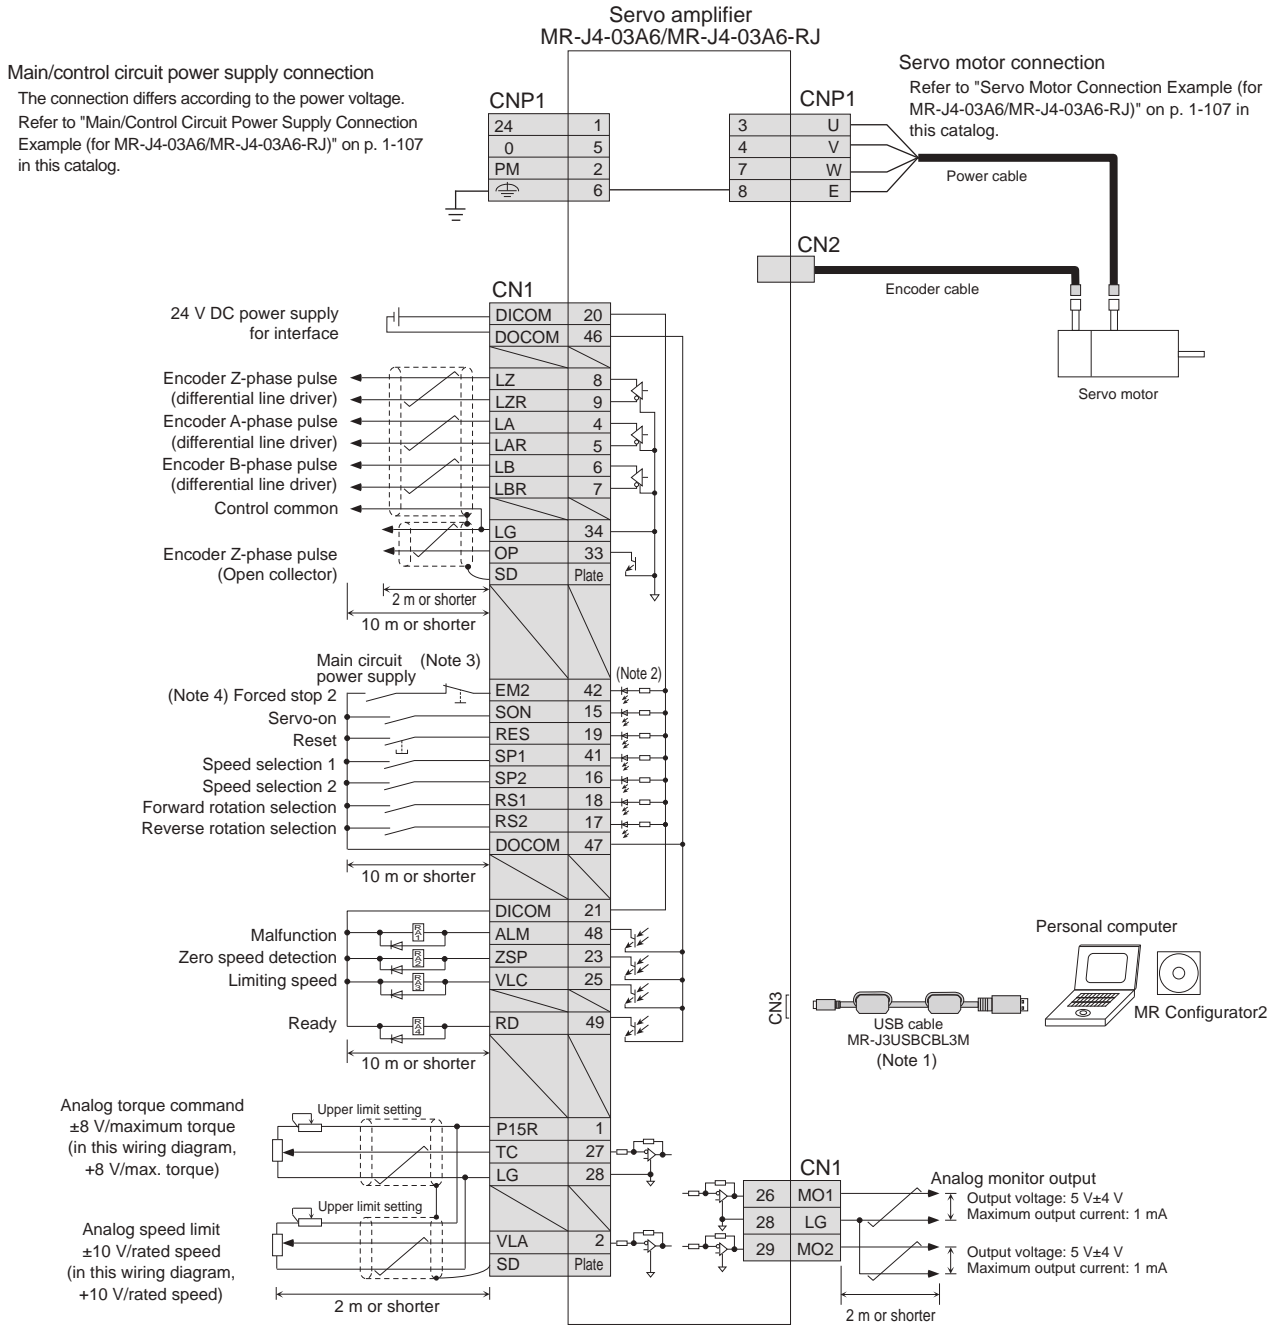 Servo amplifier
MR-J4-03A6/MR-J4-03A6-RJ
Main/control circuit power supply connection
The connection differs according to the power voltage.
Refer to "Main/Control Circuit Power Supply Connection
Example (for MR-J4-03A6/MR-J4-03A6-RJ)" on p. 1-107
in this catalog.
CNP1
24 1
0 5
PM 2
6
CNP1
3 U
4 V
7 W
8 E
Servo motor connection
Refer to "Servo Motor Connection Example (for
MR-J4-03A6/MR-J4-03A6-RJ)" on p. 1-107 in
this catalog.
Power cable
CN2
Encoder cable
Servo motor
CN1
24 V DC power supply
for interface
DICOM 20
DOCOM 46
Encoder Z-phase pulse
(differential line driver)
LZ 8
LZR 9
Encoder A-phase pulse
(differential line driver)
LA 4
LAR 5
Encoder B-phase pulse
(differential line driver)
LB 6
LBR 7
Control common
LG 34
Encoder Z-phase pulse
(Open collector)
OP 33
SD Plate
2 m or shorter
10 m or shorter
Main circuit
power supply
(Note 3)
(Note 2)
(Note 4) Forced stop 2 EM2 42
Servo-on SON 15
Reset RES 19
Speed selection 1 SP1 41
Speed selection 2 SP2 16
Forward rotation selection RS1 18
Reverse rotation selection RS2 17
DOCOM 47
10 m or shorter
DICOM 21
Malfunction RA1 ALM 48
Zero speed detection RA2 ZSP 23
Limiting speed RA3 VLC 25
Ready RA4 RD 49
10 m or shorter
CN3
USB cable
MR-J3USBCBL3M
(Note 1)
Personal computer
MR Configurator2
Analog torque command
±8 V/maximum torque
(in this wiring diagram,
+8 V/max. torque)
Upper limit setting
P15R 1
TC 27
LG 28
Analog speed limit
±10 V/rated speed
(in this wiring diagram,
+10 V/rated speed)
Upper limit setting
VLA 2
SD Plate
2 m or shorter
CN1
26 MO1
28 LG
29 MO2
Analog monitor output
Output voltage: 5 V±4 V
Maximum output current: 1 mA
Output voltage: 5 V±4 V
Maximum output current: 1 mA
2 m or shorter